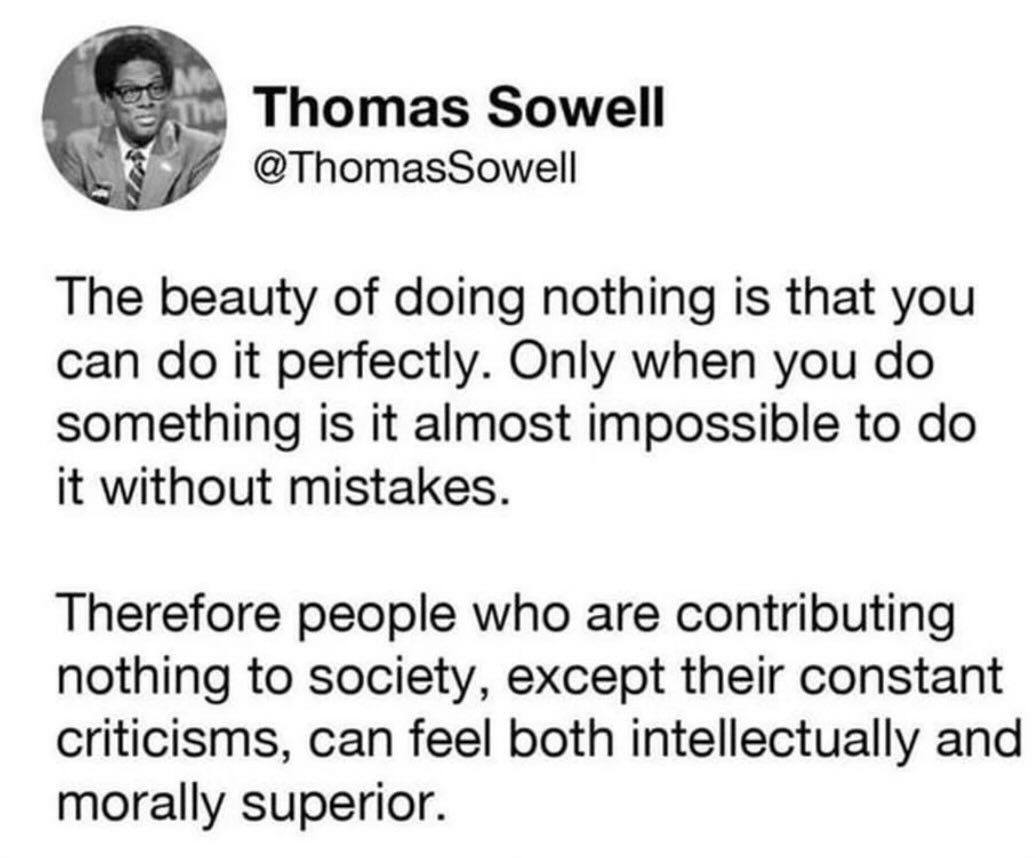 Thomas Sowell
@ThomasSowell
The beauty of doing nothing is that you
can do it perfectly. Only when you do
something is it almost impossible to do
it without mistakes.
Therefore people who are contributing
nothing to society, except their constant
criticisms, can feel both intellectually and
morally superior.